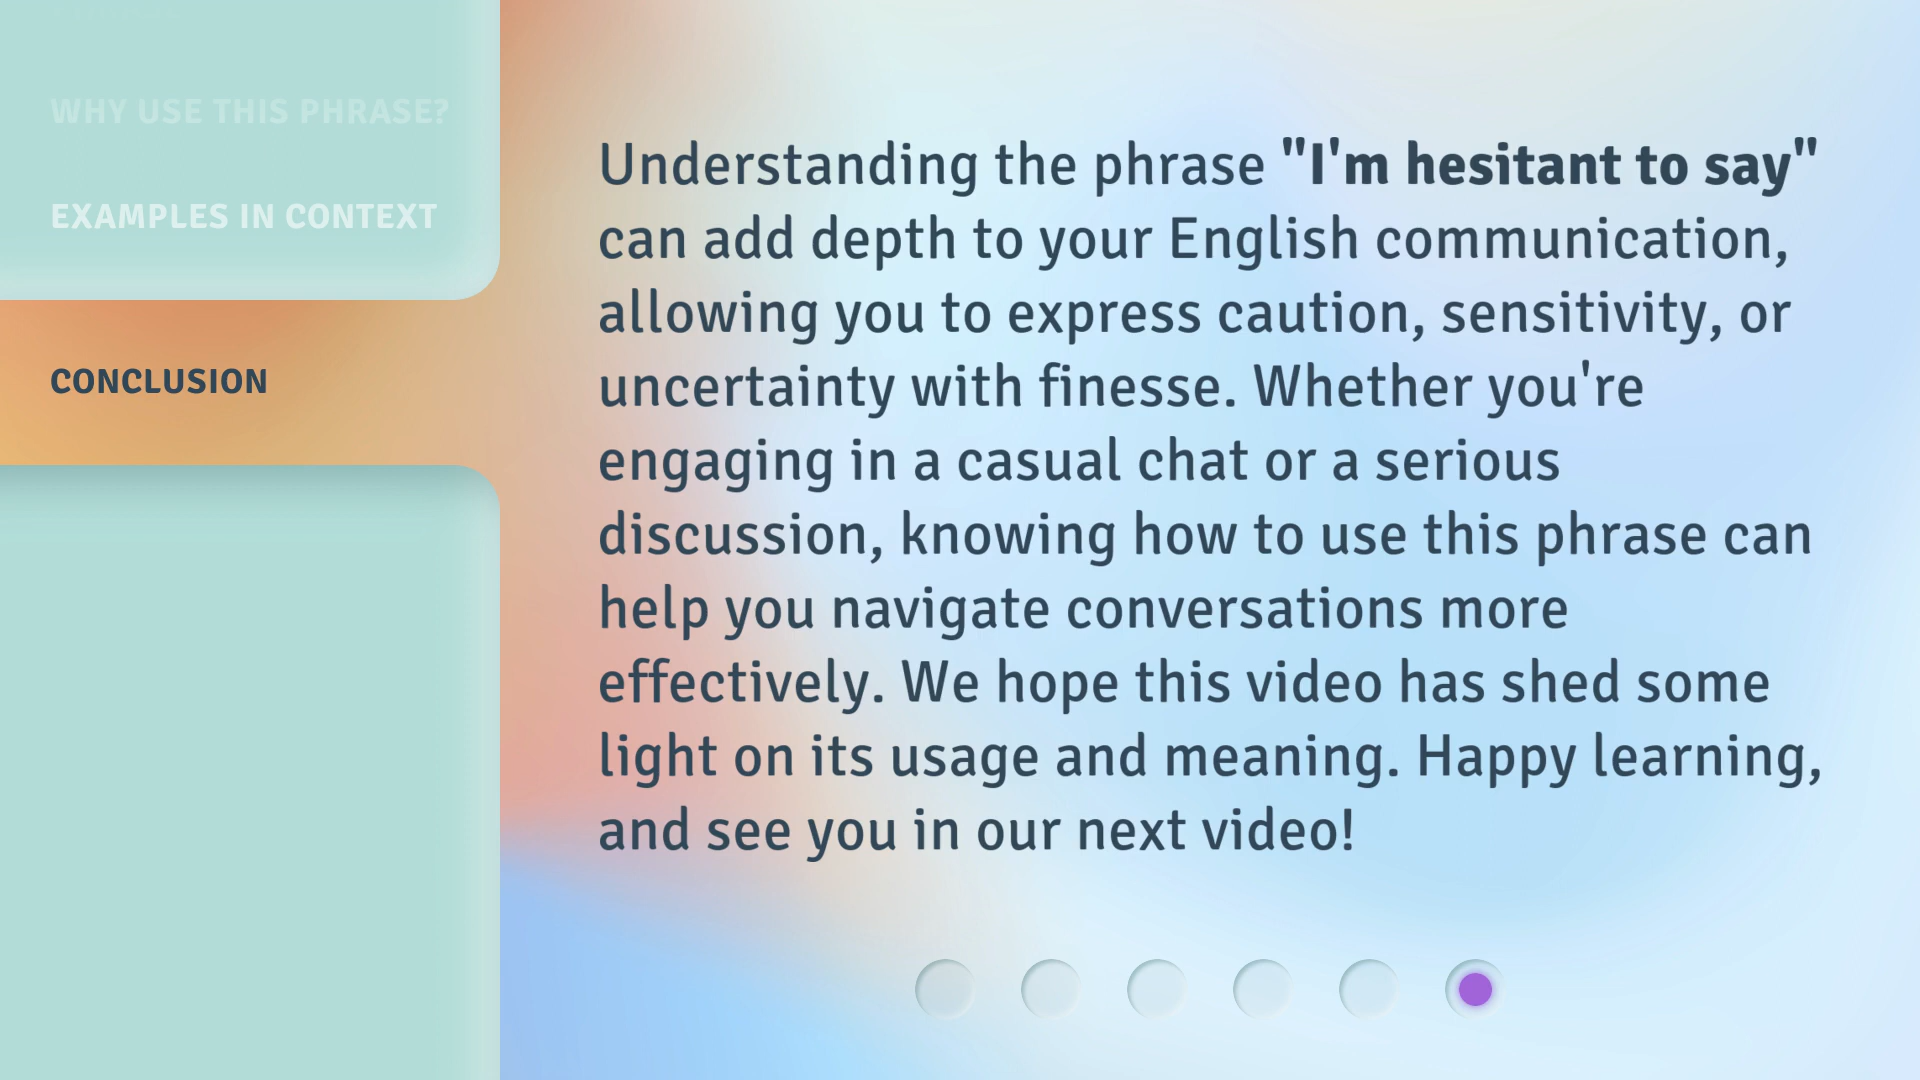 WHY USE THIS PHRASE?
EXAMPLES IN CONTEXT
CONCLUSION
Understanding the phrase "I'm hesitant to say"
can add depth to your English communication,
allowing you to express caution, sensitivity, or
uncertainty with finesse. Whether you're
engaging in a casual chat or a serious
discussion, knowing how to use this phrase can
help you navigate conversations more
effectively. We hope this video has shed some
light on its usage and meaning. Happy learning,
and see you in our next video!